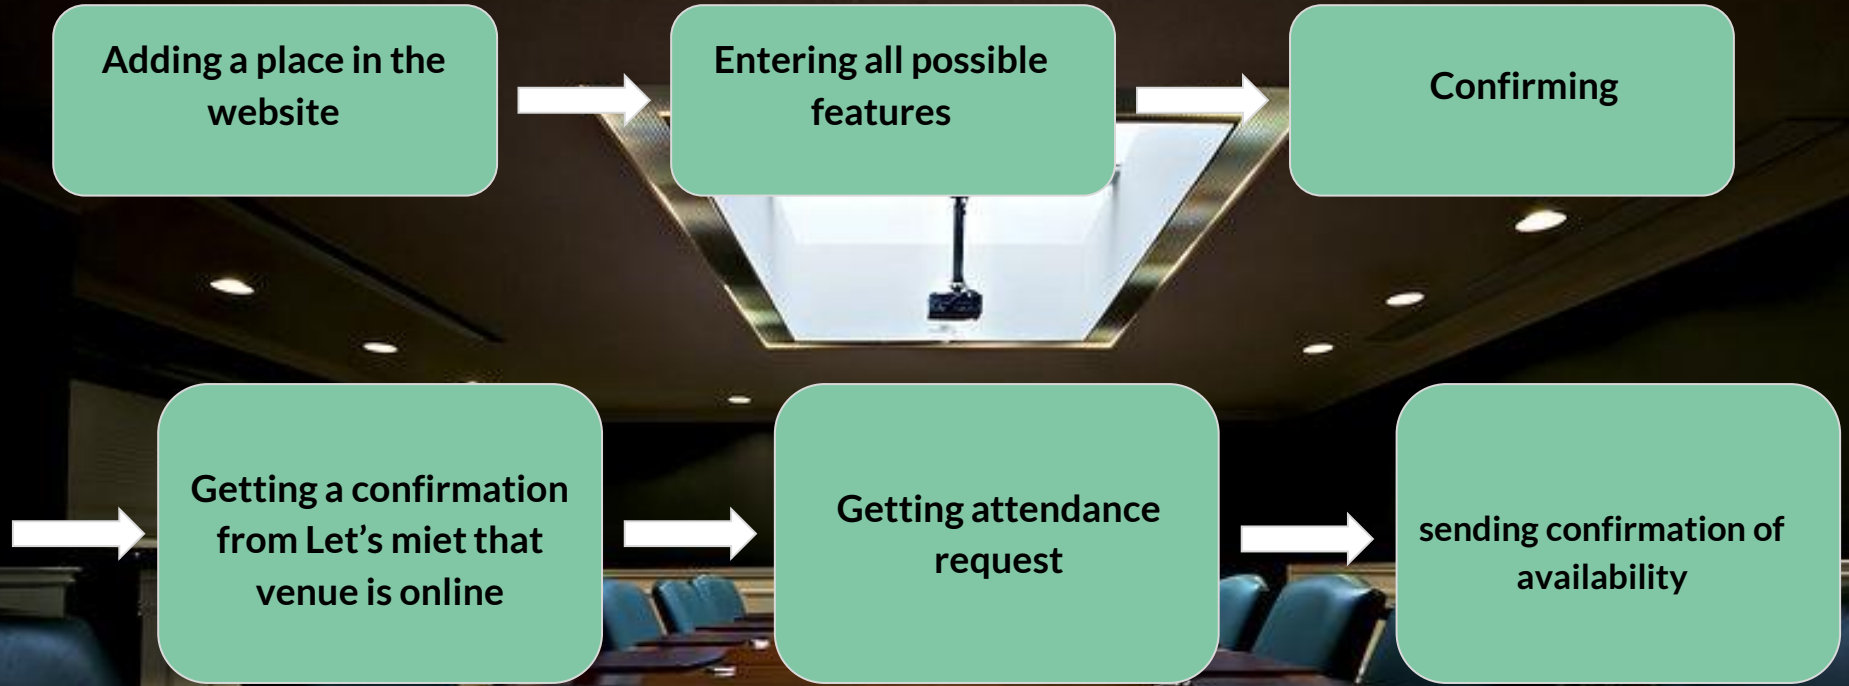 Adding a place in the
website
Entering all possible
features
Confirming
Getting a confirmation
from Let’s miet that
venue is online
Getting attendance
request
sending confirmation of
availability